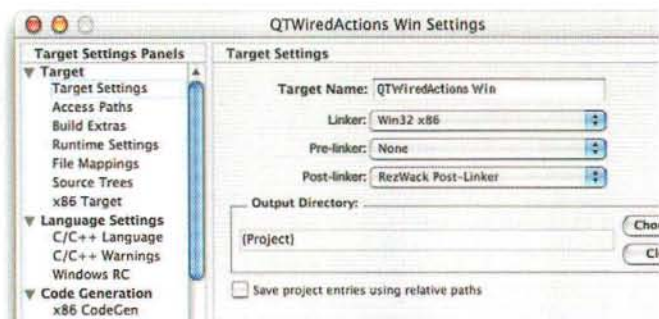 QTWiredActions Win Settings
Target Settings Panels
Target
Target Settings
Access Paths
Build Extras
Runtime Settings
File Mappings
Source Trees
x86 Target
Language Settings
C/C++ Language
C/C++ Warnings
Windows RC
Code Generation
x86 CodeGen
Target Settings
Target Name: QTWiredActions Win
Linker: Win32 x86
Pre-linker: None
Post-linker: RezWack Post-Linker
Output Directory:
{Project}
Cho
Cl
Save project entries using relative paths